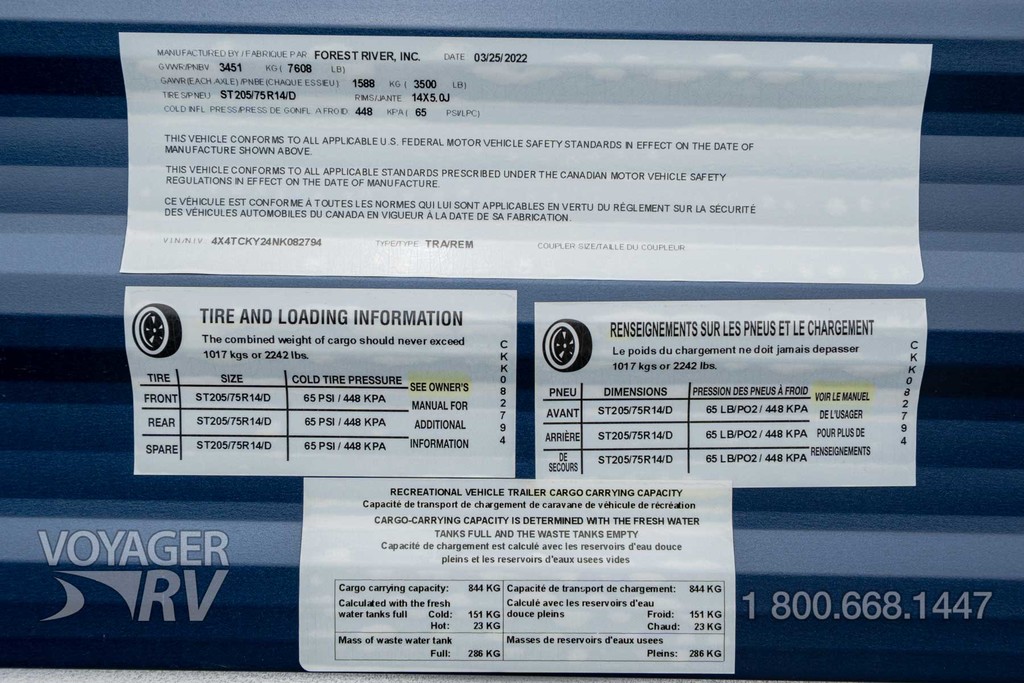 MANUFACTURED BY / FABRIQUE PAR FOREST RIVER, INC. DATE 03/25/2022
GVWR/PNBV 3451 KG ( 7608 LB)
GAWR(EACH AXLE) /PNBE(CHAQUE ESSIEU) 1588 KG ( 3500 LB)
TIRES/PNEU ST205/75R14/D RIMS/JANTE 14X5.0J
COLD INFL. PRESS/PRESS DE GONFL. A FROID 448 KPA ( 65 PSI/LPC)
THIS VEHICLE CONFORMS TO ALL APPLICABLE U.S. FEDERAL MOTOR VEHICLE SAFETY STANDARDS IN EFFECT ON THE DATE OF
MANUFACTURE SHOWN ABOVE.
THIS VEHICLE CONFORMS TO ALL APPLICABLE STANDARDS PRESCRIBED UNDER THE CANADIAN MOTOR VEHICLE SAFETY
REGULATIONS IN EFFECT ON THE DATE OF MANUFACTURE.
CE VÉHICULE EST CONFORME À TOUTES LES NORMES QUI LUI SONT APPLICABLES EN VERTU DU RÉGLEMENT SUR LA SÉCURITÉ
DES VÉHICULES AUTOMOBILES DU CANADA EN VIGUEUR À LA DATE DE SA FABRICATION.
V.I.N./N.I.V. 4X4TCKY24NK082794 TYPE/TYPE TRA/REM COUPLER SIZE/TAILLE DU COUPLEUR
TIRE AND LOADING INFORMATION
The combined weight of cargo should never exceed
1017 kgs or 2242 lbs.
TIRE SIZE COLD TIRE PRESSURE SEE OWNER'S
FRONT ST205/75R14/D 65 PSI / 448 KPA MANUAL FOR
REAR ST205/75R14/D 65 PSI / 448 KPA ADDITIONAL
SPARE ST205/75R14/D 65 PSI / 448 KPA INFORMATION
CKK082794
RENSEIGNEMENTS SUR LES PNEUS ET LE CHARGEMENT
Le poids du chargement ne doit jamais depasser
1017 kgs or 2242 lbs.
PNEU DIMENSIONS PRESSION DES PNEUS À FROID VOIR LE MANUEL
AVANT ST205/75R14/D 65 LB/PO2 / 448 KPA DE L'USAGER
ARRIÈRE ST205/75R14/D 65 LB/PO2 / 448 KPA POUR PLUS DE
DE SECOURS ST205/75R14/D 65 LB/PO2 / 448 KPA RENSEIGNEMENTS
CKK082794
RECREATIONAL VEHICLE TRAILER CARGO CARRYING CAPACITY
Capacité de transport de chargement de caravane de véhicule de récréation
CARGO-CARRYING CAPACITY IS DETERMINED WITH THE FRESH WATER
TANKS FULL AND THE WASTE TANKS EMPTY
Capacité de chargement est calculé avec les reservoirs d'eau douce
pleins et les reservoirs d'eaux usees vides
Cargo carrying capacity: 844 KG Capacité de transport de chargement: 844 KG
Calculated with the fresh Calculé avec les reservoirs d'eau
water tanks full Cold: 151 KG douce pleins Froid: 151 KG
Hot: 23 KG Chaud: 23 KG
Mass of waste water tank Masses de reservoirs d'eaux usees
Full: 286 KG Pleins: 286 KG
VOYAGER
RV
1 800.668.1447